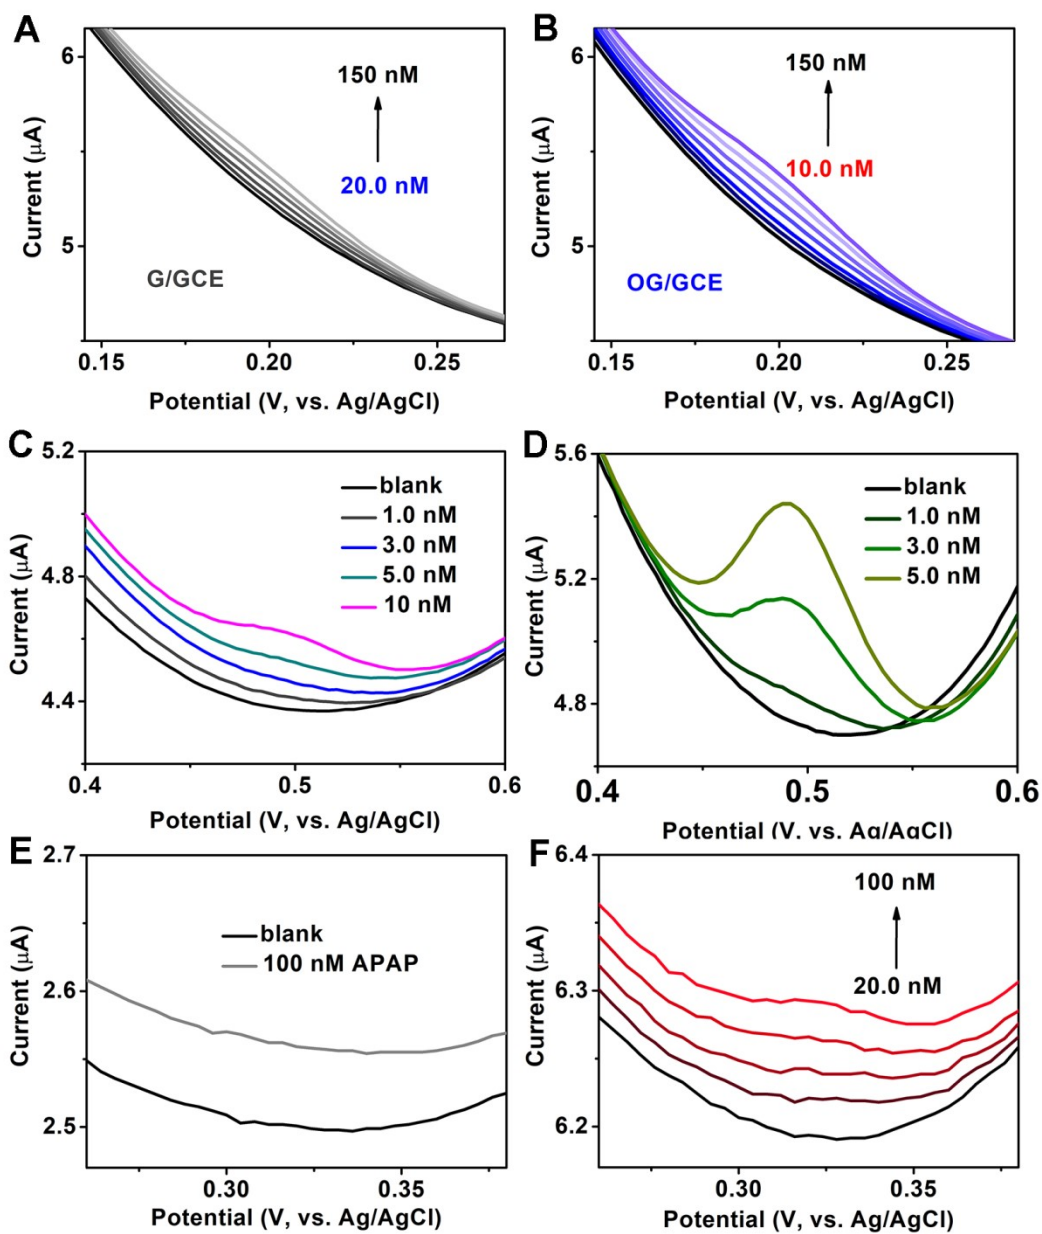 A
6
5
Current (μA)
150 nM
20.0 nM
G/GCE
0.15 0.20 0.25
Potential (V, vs. Ag/AgCl)
B
6
5
Current (μA)
150 nM
10.0 nM
OG/GCE
0.15 0.20 0.25
Potential (V, vs. Ag/AgCl)
C
5.2
4.8
4.4
Current (μA)
blank
1.0 nM
3.0 nM
5.0 nM
10 nM
0.4 0.5 0.6
Potential (V, vs. Ag/AgCl)
D
5.6
5.2
4.8
Current (μA)
blank
1.0 nM
3.0 nM
5.0 nM
0.4 0.5 0.6
Potential (V, vs. Ag/AgCl)
E
2.7
2.6
2.5
Current (μA)
blank
100 nM APAP
0.30 0.35
Potential (V, vs. Ag/AgCl)
F
6.4
6.3
6.2
Current (μA)
100 nM
20.0 nM
0.30 0.35
Potential (V, vs. Ag/AgCl)